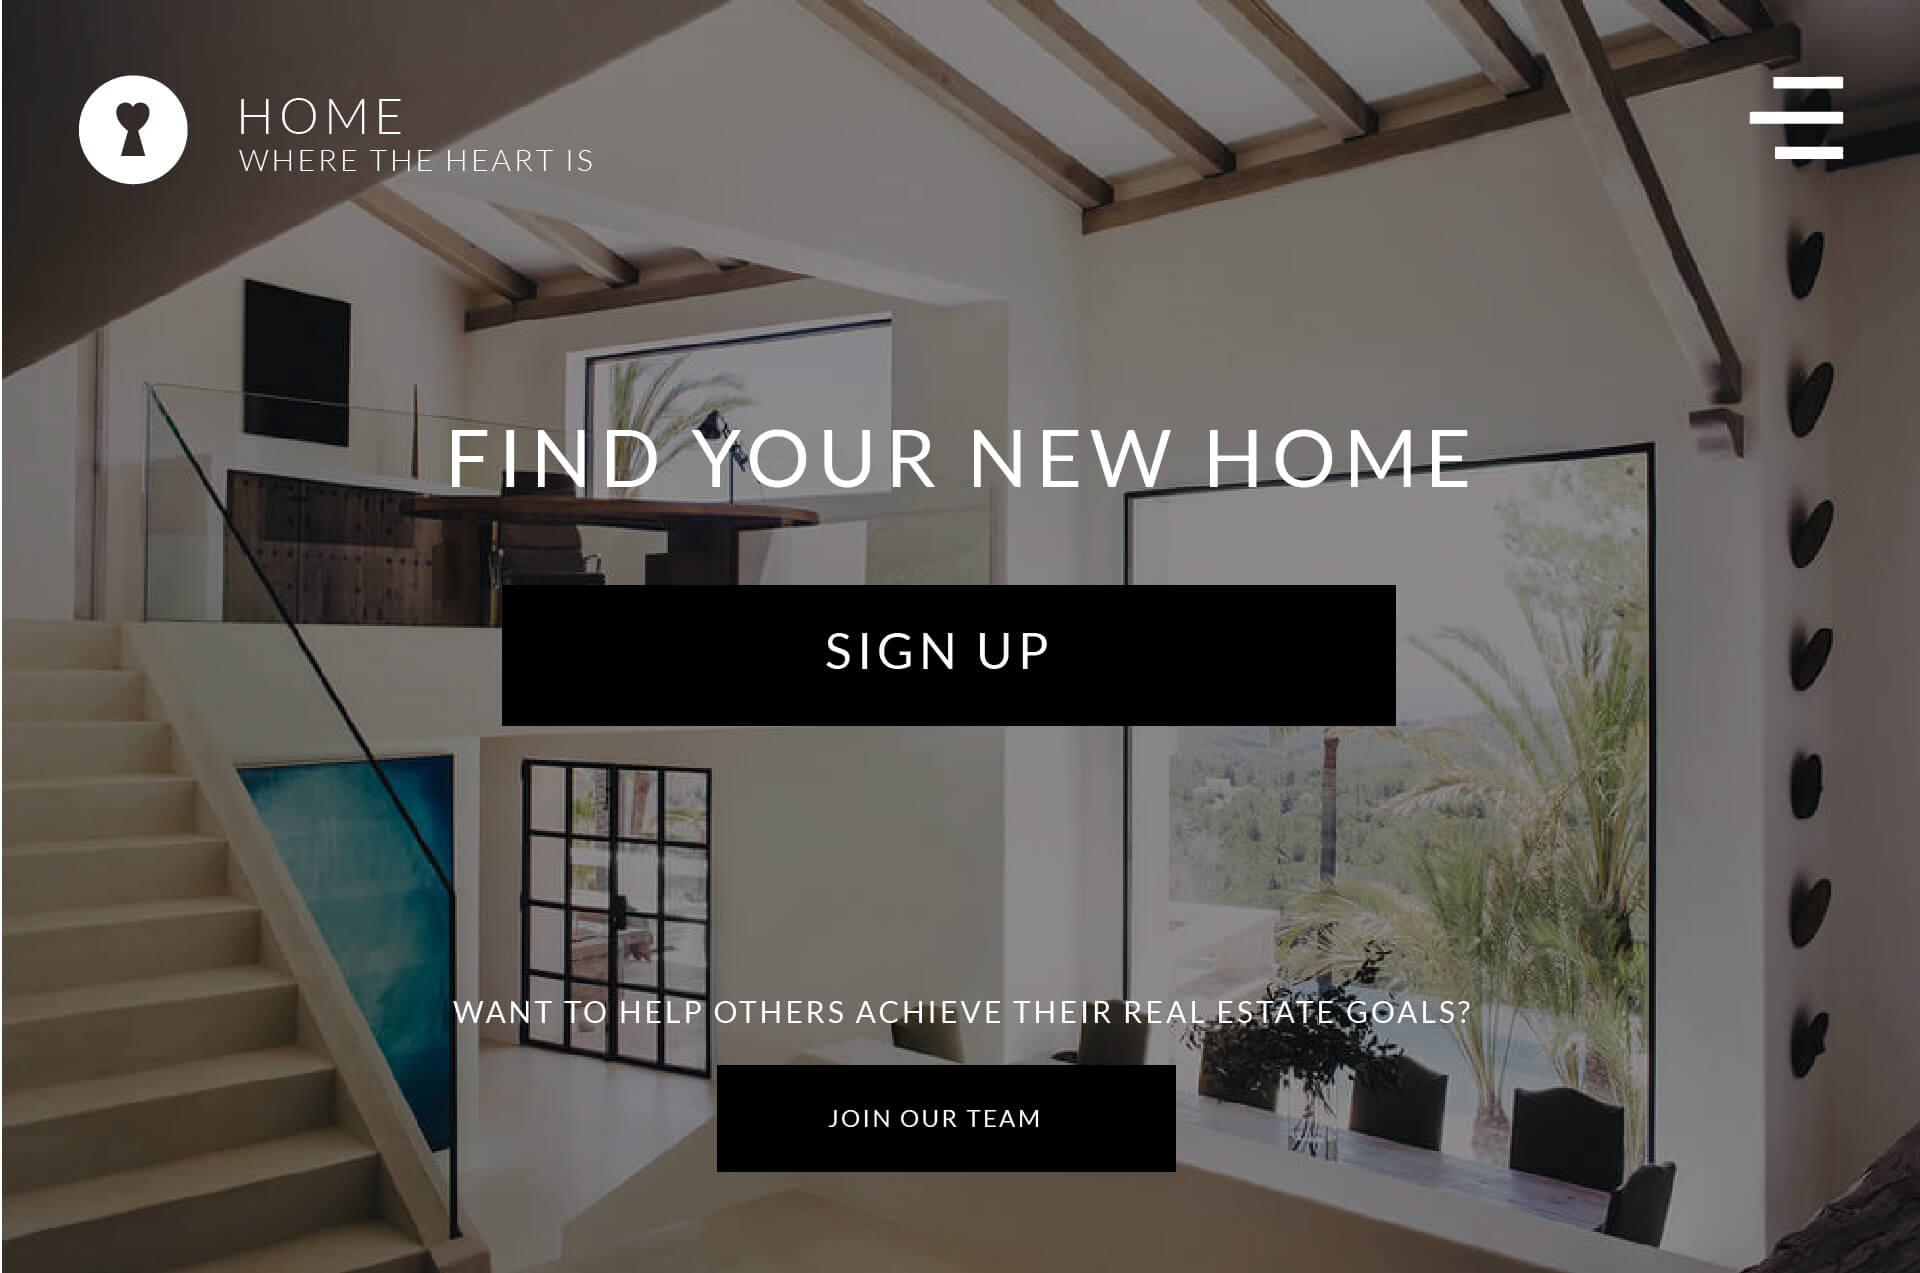 HOME
WHERE THE HEART IS
FIND YOUR NEW HOME
SIGN UP
WANT TO HELP OTHERS ACHIEVE THEIR REAL ESTATE GOALS?
JOIN OUR TEAM